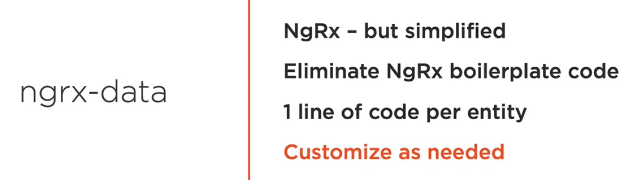 ngrx-data
NgRx – but simplified
Eliminate NgRx boilerplate code
1 line of code per entity
Customize as needed